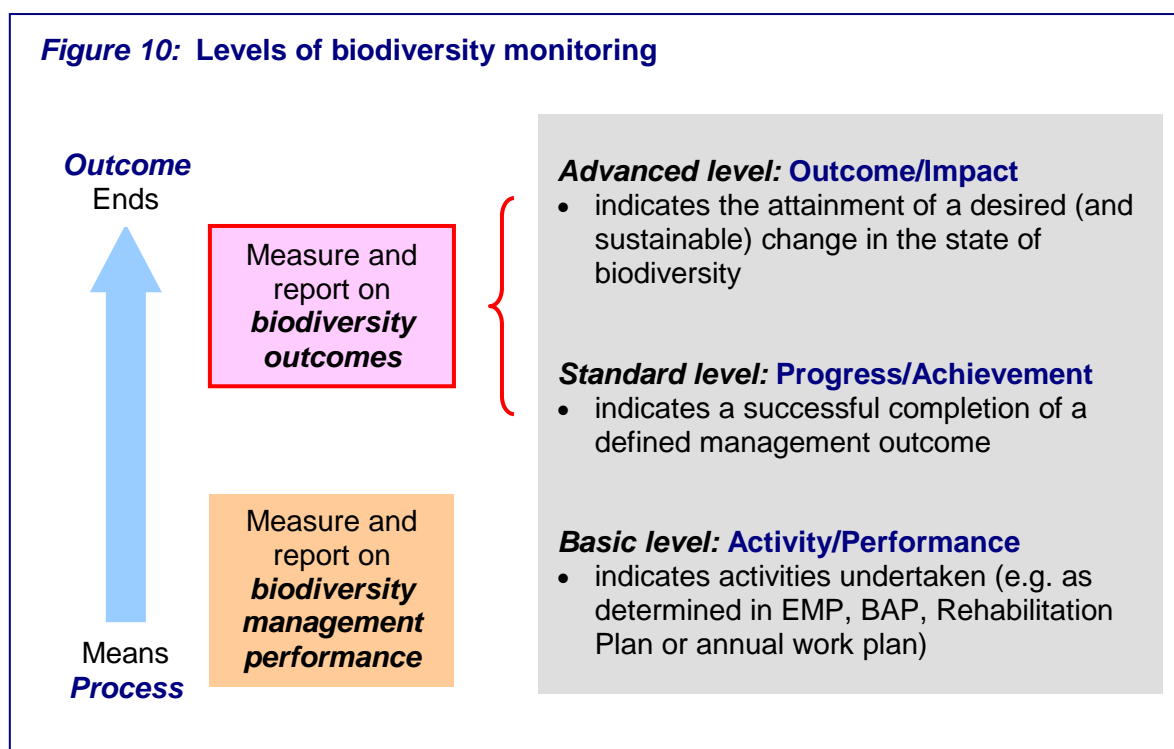 Figure 10: Levels of biodiversity monitoring
Outcome
Ends
Measure and
report on
biodiversity
outcomes
Advanced level: Outcome/Impact
• indicates the attainment of a desired (and
sustainable) change in the state of
biodiversity
Standard level: Progress/Achievement
• indicates a successful completion of a
defined management outcome
Measure and
report on
biodiversity
management
performance
Basic level: Activity/Performance
• indicates activities undertaken (e.g. as
determined in EMP, BAP, Rehabilitation
Plan or annual work plan)
Means
Process